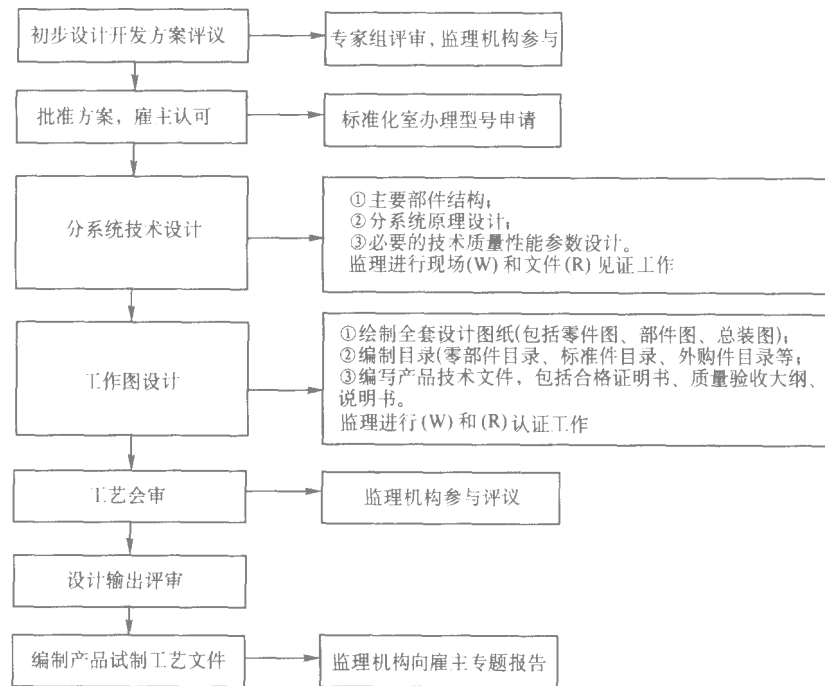 初步设计开发方案评议
专家组评审,监理机构参与
批准方案，雇主认可
标准化室办理型号申请
分系统技术设计
①主要部件结构;
②分系统原理设计;
③必要的技术质量性能参数设计。
监理进行现场(W)和文件(R)见证工作
工作图设计
①绘制全套设计图纸(包括零件图、部件图、总装图);
②编制目录(零部件目录、标准件目录、外购件目录等;
③编写产品技术文件，包括合格证明书、质量验收大纲、
说明书。
监理进行(W)和(R)认证工作
工艺会审
监理机构参与评议
设计输出评审
编制产品试制工艺文件
监理机构向雇主专题报告